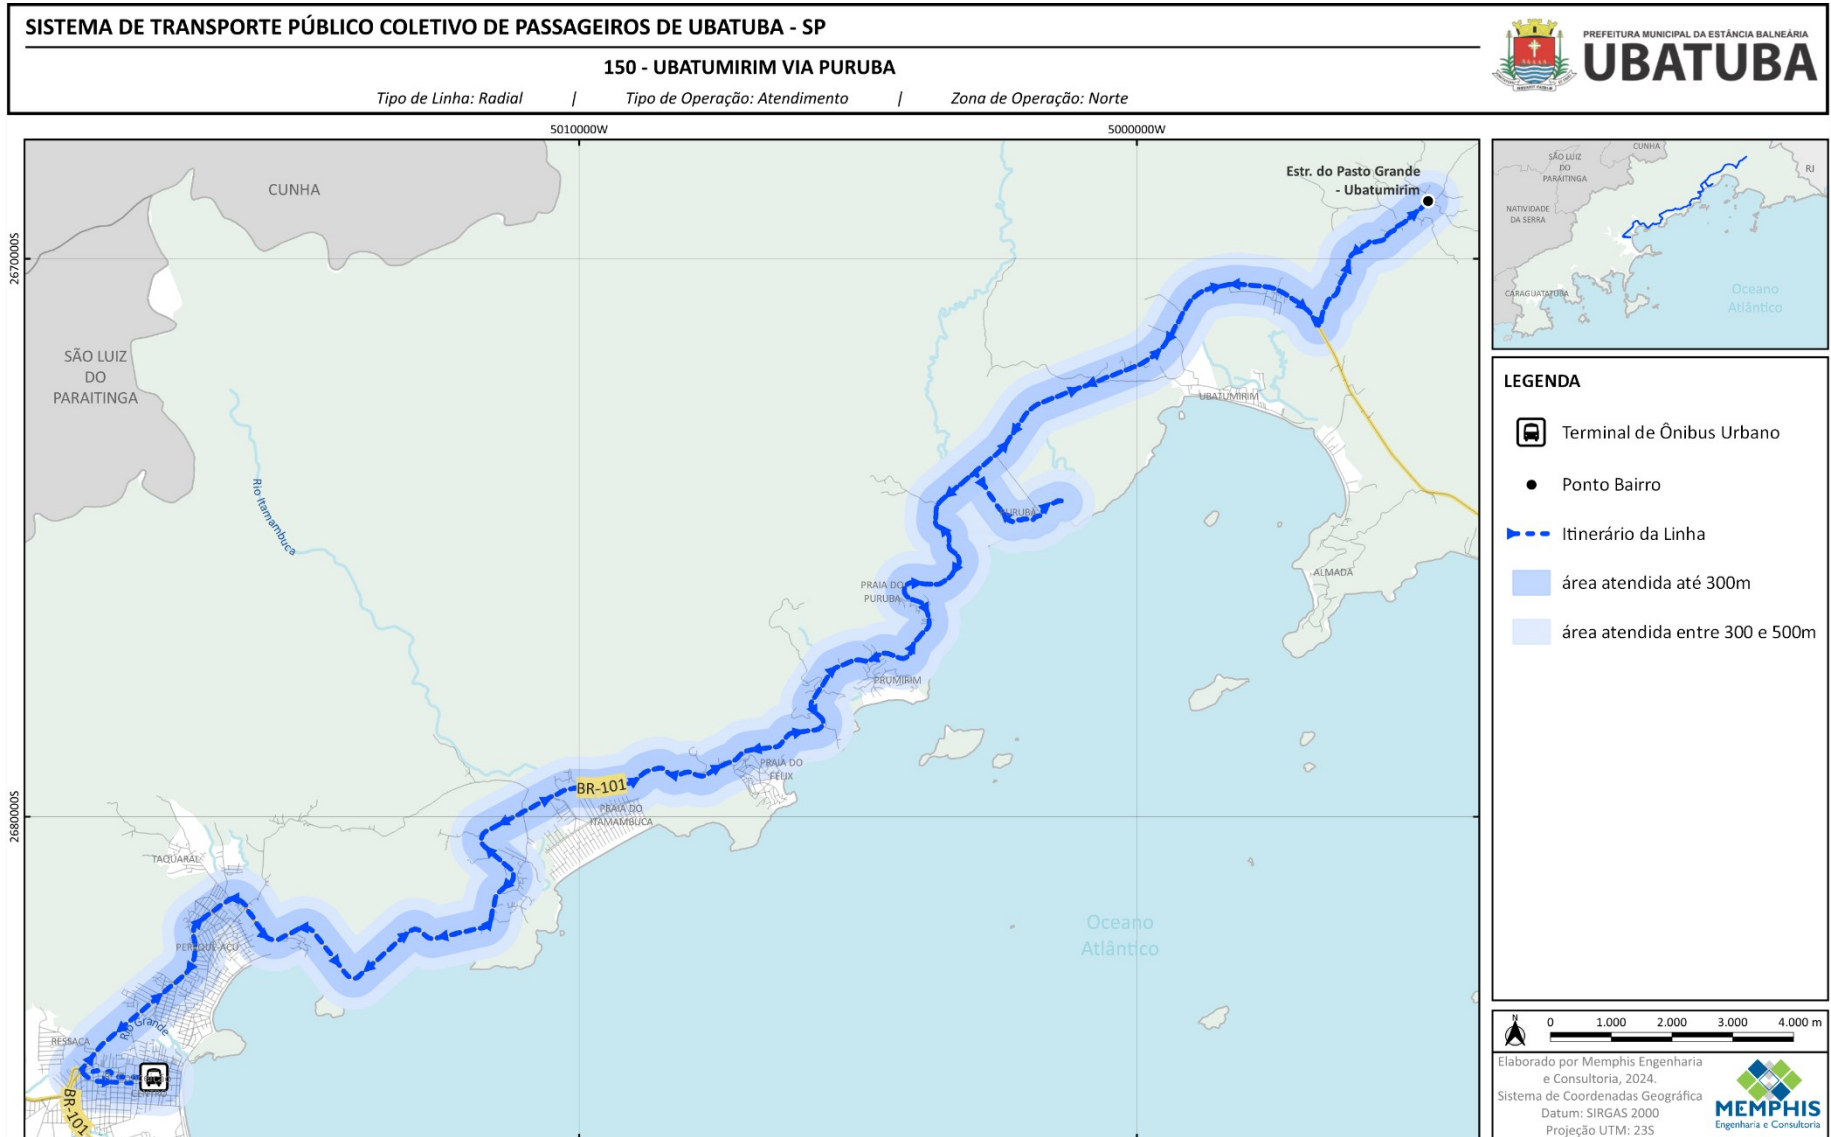 SISTEMA DE TRANSPORTE PÚBLICO COLETIVO DE PASSAGEIROS DE UBATUBA - SP
150 - UBATUMIRIM VIA PURUBA
Tipo de Linha: Radial | Tipo de Operação: Atendimento | Zona de Operação: Norte
PREFEITURA MUNICIPAL DA ESTÂNCIA BALNEÁRIA
UBATUBA
5010000W
5000000W
2670000S
2680000S
CUNHA
SÃO LUIZ
DO
PARAITINGA
Rio Itamambuca
Estr. do Pasto Grande
- Ubatumirim
UBATUMIRIM
ALMADA
PRAIA DO
PURUBA
PRUMIRIM
PRAIA DO
FÉLIX
BR-101
PRAIA DO
ITAMAMBUCA
TAQUARAL
PEREQUÊ-AÇU
Rio Grande
RESSACA
CENTRO
BR-101
Oceano
Atlântico
CUNHA
SÃO LUIZ
DO
PARAITINGA
RJ
NATIVIDADE
DA SERRA
CARAGUATATUBA
Oceano
Atlântico
LEGENDA
Terminal de Ônibus Urbano
Ponto Bairro
Itinerário da Linha
área atendida até 300m
área atendida entre 300 e 500m
N
0 1.000 2.000 3.000 4.000 m
Elaborado por Memphis Engenharia
e Consultoria, 2024.
Sistema de Coordenadas Geográfica
Datum: SIRGAS 2000
Projeção UTM: 23S
MEMPHIS
Engenharia e Consultoria